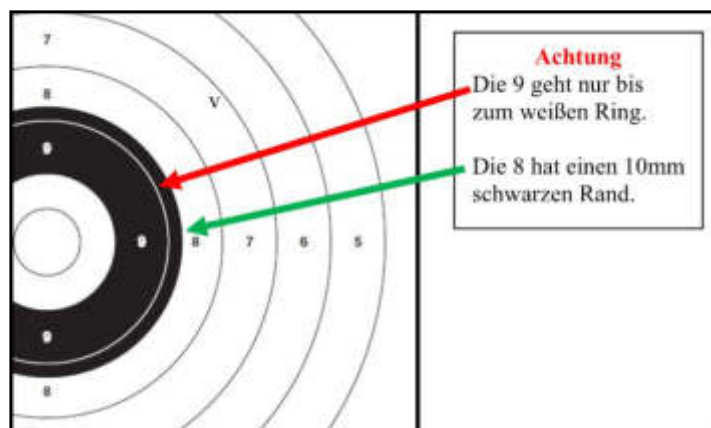 7
8
V
9
9 8 7 6 5
9
8
Achtung
Die 9 geht nur bis
zum weißen Ring.
Die 8 hat einen 10mm
schwarzen Rand.